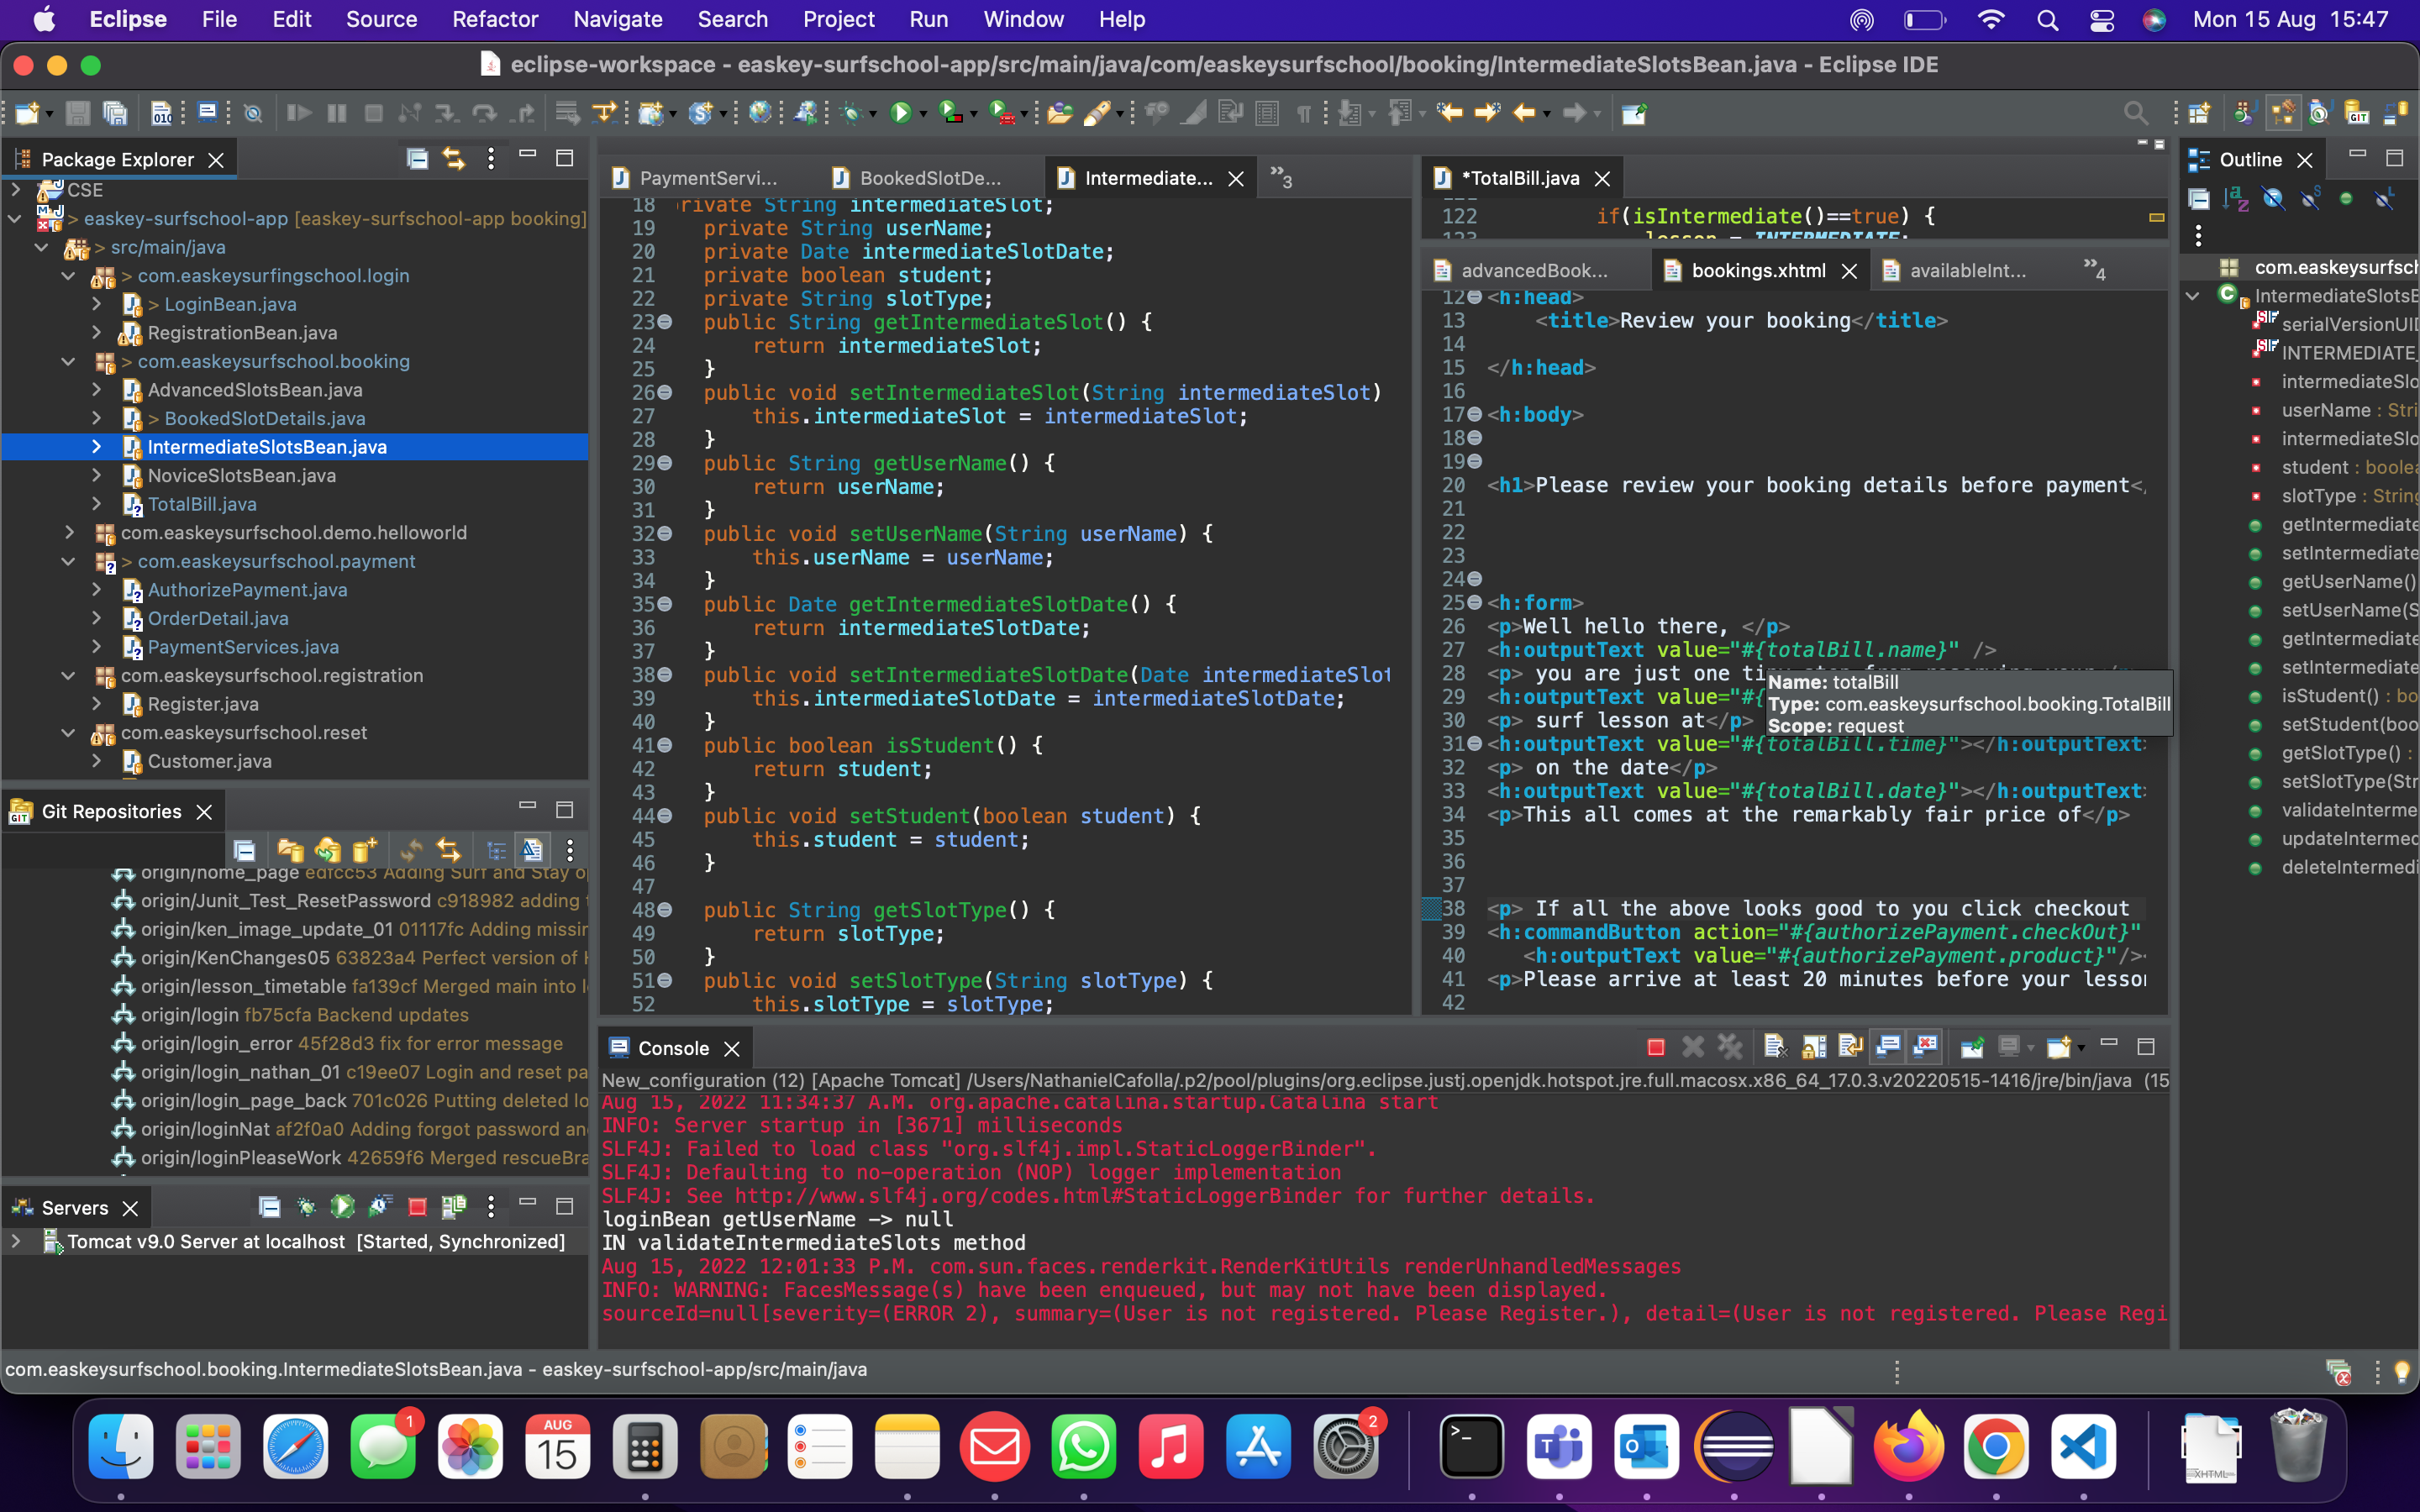 Eclipse File Edit Source Refactor Navigate Search Project Run Window Help Mon 15 Aug 15:47
eclipse-workspace - easkey-surfschool-app/src/main/java/com/easkeysurfschool/booking/IntermediateSlotsBean.java - Eclipse IDE
Package Explorer
CSE
> easkey-surfschool-app [easkey-surfschool-app booking]
> src/main/java
> com.easkeysurfingschool.login
> LoginBean.java
RegistrationBean.java
> com.easkeysurfschool.booking
AdvancedSlotsBean.java
> BookedSlotDetails.java
IntermediateSlotsBean.java
NoviceSlotsBean.java
TotalBill.java
com.easkeysurfschool.demo.helloworld
> com.easkeysurfschool.payment
AuthorizePayment.java
OrderDetail.java
PaymentServices.java
com.easkeysurfschool.registration
Register.java
com.easkeysurfschool.reset
Customer.java
Git Repositories
origin/home_page edfcc53 Adding Surf and Stay o
origin/Junit_Test_ResetPassword c918982 adding
origin/ken_image_update_01 01117fc Adding missin
origin/KenChanges05 63823a4 Perfect version of
origin/lesson_timetable fa139cf Merged main into l
origin/login fb75cfa Backend updates
origin/login_error 45f28d3 fix for error message
origin/login_nathan_01 c19ee07 Login and reset pa
origin/login_page_back 701c026 Putting deleted lo
origin/loginNat af2f0a0 Adding forgot password an
origin/loginPleaseWork 42659f6 Merged rescueBra
Servers
Tomcat v9.0 Server at localhost [Started, Synchronized]
PaymentServi... BookedSlotDe... Intermediate... »3
18 rivate String intermediateSlot;
19 private String userName;
20 private Date intermediateSlotDate;
21 private boolean student;
22 private String slotType;
23 public String getIntermediateSlot() {
24 return intermediateSlot;
25 }
26 public void setIntermediateSlot(String intermediateSlot)
27 this.intermediateSlot = intermediateSlot;
28 }
29 public String getUserName() {
30 return userName;
31 }
32 public void setUserName(String userName) {
33 this.userName = userName;
34 }
35 public Date getIntermediateSlotDate() {
36 return intermediateSlotDate;
37 }
38 public void setIntermediateSlotDate(Date intermediateSlot
39 this.intermediateSlotDate = intermediateSlotDate;
40 }
41 public boolean isStudent() {
42 return student;
43 }
44 public void setStudent(boolean student) {
45 this.student = student;
46 }
47
48 public String getSlotType() {
49 return slotType;
50 }
51 public void setSlotType(String slotType) {
52 this.slotType = slotType;
*TotalBill.java
122 if(isIntermediate()==true) {
123 lesson = INTERMEDIATE;
advancedBook... bookings.xhtml availableInt... »4
12 <h:head>
13 <title>Review your booking</title>
14
15 </h:head>
16
17 <h:body>
18
19
20 <h1>Please review your booking details before payment<
21
22
23
24
25 <h:form>
26 <p>Well hello there, </p>
27 <h:outputText value="#{totalBill.name}" />
28 <p> you are just one
29 <h:outputText value="#{
30 <p> surf lesson at</p>
31 <h:outputText value="#{totalBill.time}"></h:outputText>
32 <p> on the date</p>
33 <h:outputText value="#{totalBill.date}"></h:outputText>
34 <p>This all comes at the remarkably fair price of</p>
35
36
37
38 <p> If all the above looks good to you click checkout
39 <h:commandButton action="#{authorizePayment.checkOut}"
40 <h:outputText value="#{authorizePayment.product}"/>
41 <p>Please arrive at least 20 minutes before your lesson
42
Name: totalBill
Type: com.easkeysurfschool.booking.TotalBill
Scope: request
Outline
com.easkeysurfsch
IntermediateSlotsB
serialVersionUID
INTERMEDIATE_
intermediateSlo
userName : Stri
intermediateSlo
student : boolea
slotType : String
getIntermediate
setIntermediate
getUserName()
setUserName(S
getIntermediate
setIntermediate
isStudent() : bo
setStudent(boo
getSlotType() :
setSlotType(Str
validateInterme
updateIntermed
deleteIntermedi
Console
New_configuration (12) [Apache Tomcat] /Users/NathanielCafolla/.p2/pool/plugins/org.eclipse.justj.openjdk.hotspot.jre.full.macosx.x86_64_17.0.3.v20220515-1416/jre/bin/java (15
Aug 15, 2022 11:34:37 A.M. org.apache.catalina.startup.Catalina start
INFO: Server startup in [3671] milliseconds
SLF4J: Failed to load class "org.slf4j.impl.StaticLoggerBinder".
SLF4J: Defaulting to no-operation (NOP) logger implementation
SLF4J: See http://www.slf4j.org/codes.html#StaticLoggerBinder for further details.
loginBean getUserName -> null
IN validateIntermediateSlots method
Aug 15, 2022 12:01:33 P.M. com.sun.faces.renderkit.RenderKitUtils renderUnhandledMessages
INFO: WARNING: FacesMessage(s) have been enqueued, but may not have been displayed.
sourceId=null[severity=(ERROR 2), summary=(User is not registered. Please Register.), detail=(User is not registered. Please Regi
com.easkeysurfschool.booking.IntermediateSlotsBean.java - easkey-surfschool-app/src/main/java
1
AUG
15
2
XHTML